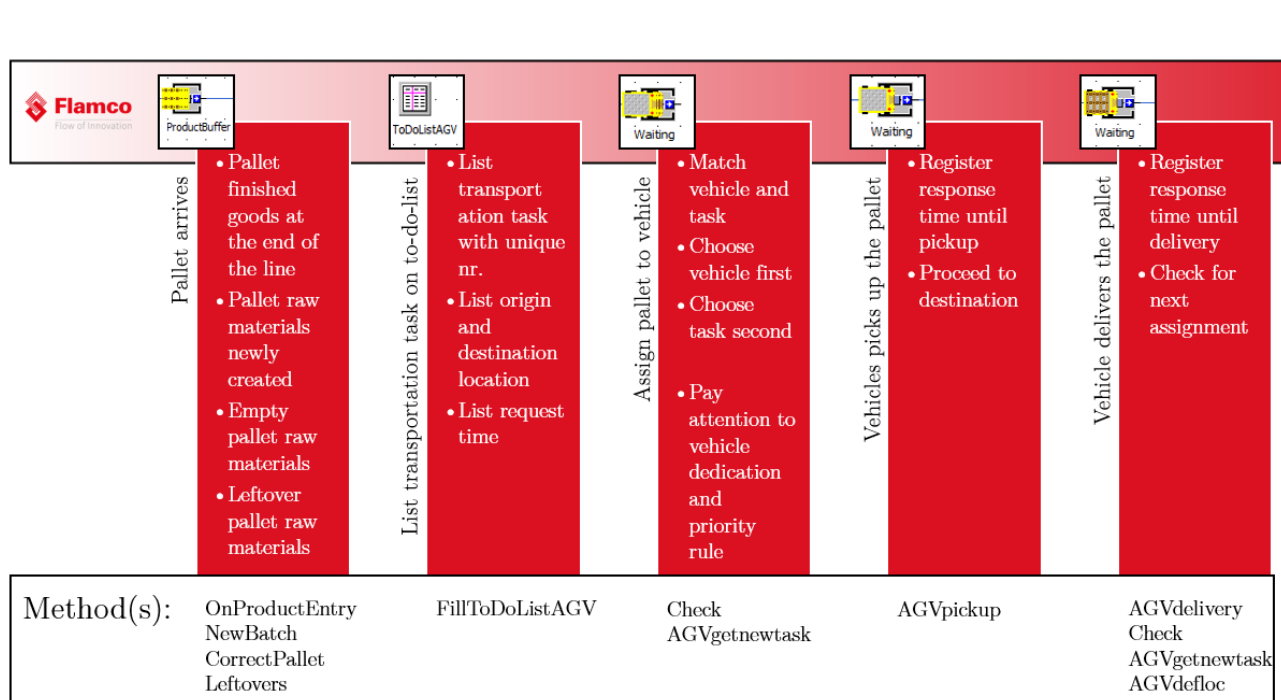 Flamco
Flow of Innovation
ProductBuffer
Pallet arrives
• Pallet
finished
goods at
the end of
the line
• Pallet raw
materials
newly
created
• Empty
pallet raw
materials
• Leftover
pallet raw
materials
ToDoListAGV
List transportation task on to-do-list
• List
transport
ation task
with unique
nr.
• List origin
and
destination
location
• List request
time
Waiting
Assign pallet to vehicle
• Match
vehicle and
task
• Choose
vehicle first
• Choose
task second
• Pay
attention to
vehicle
dedication
and
priority
rule
Waiting
Vehicles picks up the pallet
• Register
response
time until
pickup
• Proceed to
destination
Waiting
Vehicle delivers the pallet
• Register
response
time until
delivery
• Check for
next
assignment
Method(s):
OnProductEntry
NewBatch
CorrectPallet
Leftovers
FillToDoListAGV
Check
AGVgetnewtask
AGVpickup
AGVdelivery
Check
AGVgetnewtask
AGVdefloc